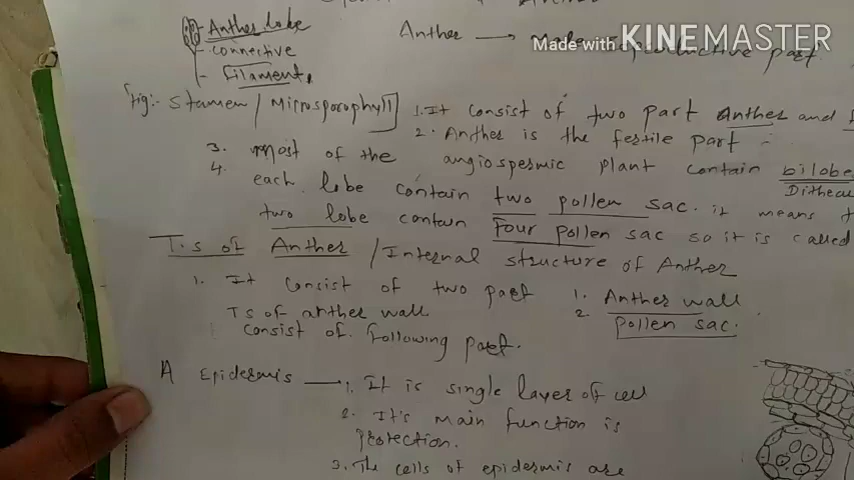 Anther lobe
connective
filament,
Anther → Male reproductive part
Made with KINEMASTER
fig:- Stamen / Microsporophyll]
1. It consist of two part Anther and
2. Anther is the fertile part
3. most of the angiospermic plant contain bilobe
Dithecu
4. each lobe contain two pollen sac. it means
two lobe contain four pollen sac so it is called
T.s of Anther / Internal structure of Anther
1. It consist of two part 1. Anther wall
2. pollen sac.
Ts of anther wall
consist of following part.
A Epidermis → 1. It is single layer of cell
2. It's main function is
protection.
3. The cells of epidermis are